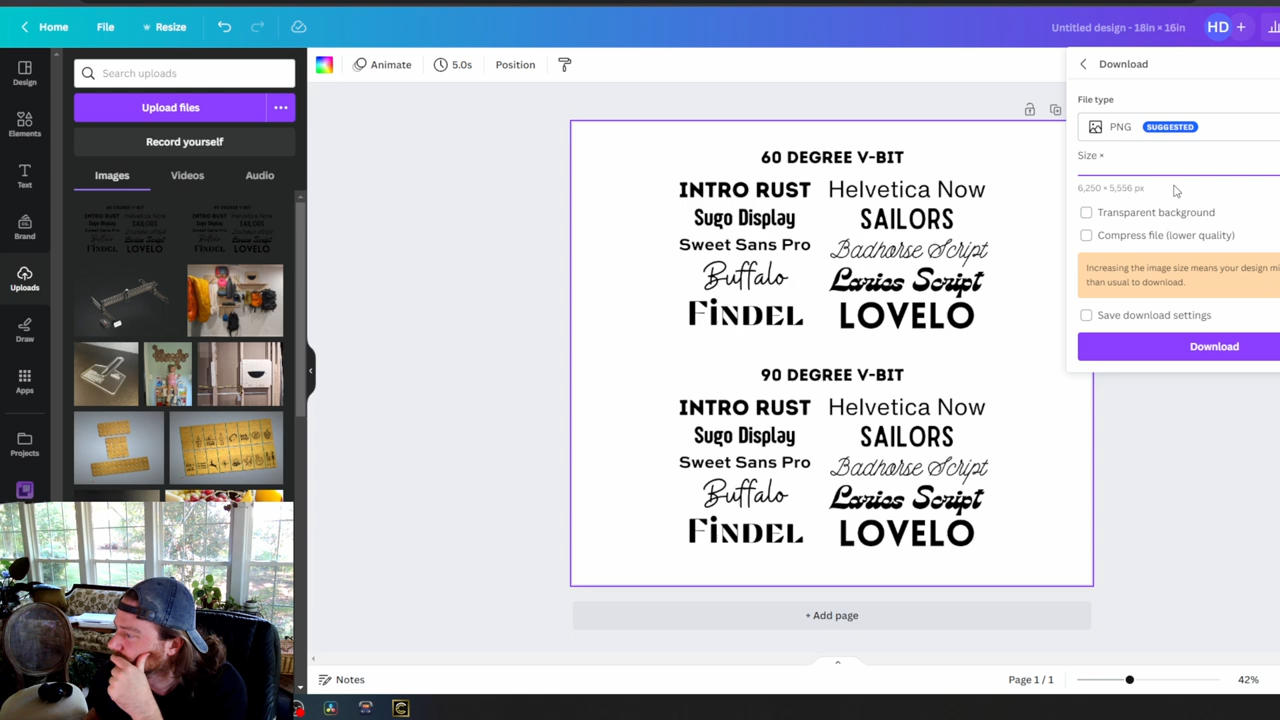 Home File Resize
Untitled design - 18in × 16in HD +
Design
Elements
Text
Brand
Uploads
Draw
Apps
Projects
Search uploads
Upload files
Record yourself
Images Videos Audio
Animate 5.0s Position
60 DEGREE V-BIT
INTRO RUST Helvetica Now
Sugo Display SAILORS
Sweet Sans Pro Badhorse Script
Buffalo Larios Script
FINDEL LOVELO
90 DEGREE V-BIT
INTRO RUST Helvetica Now
Sugo Display SAILORS
Sweet Sans Pro Badhorse Script
Buffalo Larios Script
FINDEL LOVELO
+ Add page
Notes
Page 1 / 1
42%
Download
File type
PNG SUGGESTED
Size ×
6,250 × 5,556 px
Transparent background
Compress file (lower quality)
Increasing the image size means your design
than usual to download.
Save download settings
Download